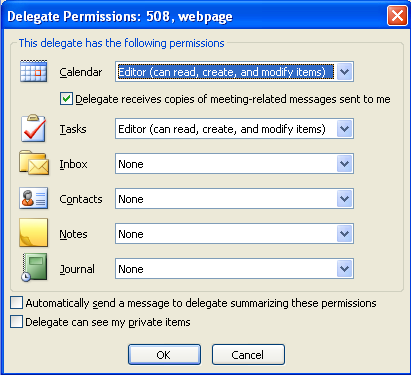 Delegate Permissions: 508, webpage
This delegate has the following permissions
Calendar Editor (can read, create, and modify items)
Delegate receives copies of meeting-related messages sent to me
Tasks Editor (can read, create, and modify items)
Inbox None
Contacts None
Notes None
Journal None
Automatically send a message to delegate summarizing these permissions
Delegate can see my private items
OK Cancel